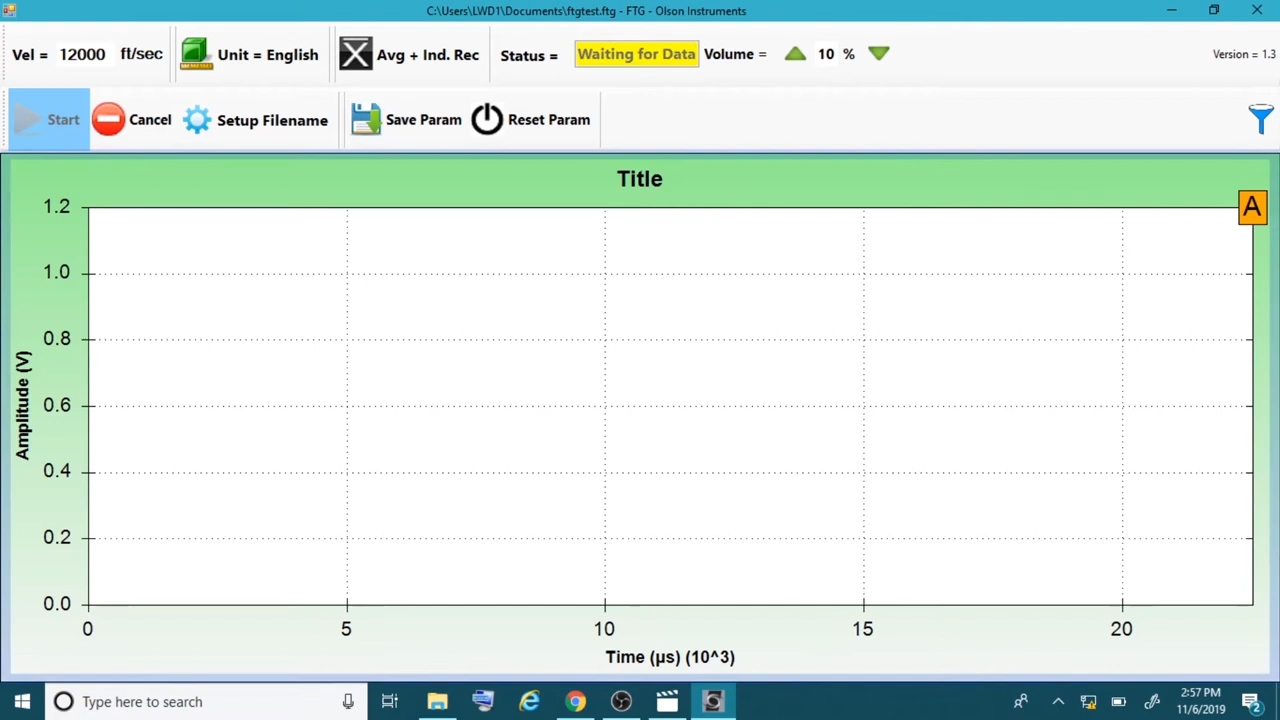 C:\Users\LWD1\Documents\ftgtest.ftg - FTG - Olson Instruments
Vel = 12000 ft/sec Unit = English Avg + Ind. Rec Status = Waiting for Data Volume = 10 % Version = 1.3
Start Cancel Setup Filename Save Param Reset Param
Title
A
1.2
1.0
0.8
0.6
0.4
0.2
0.0
Amplitude (V)
0 5 10 15 20
Time (µs) (10^3)
Type here to search
2:57 PM
11/6/2019
2